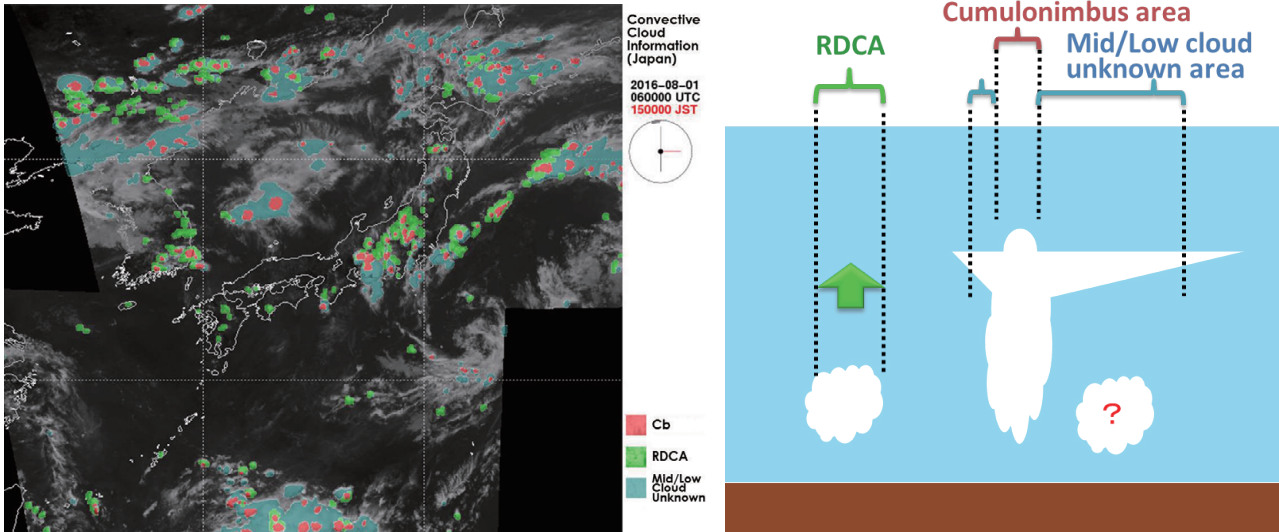 Convective
Cloud
Information
(Japan)
2016-08-01
060000 UTC
150000 JST
Cb
RDCA
Mid/Low
Cloud
Unknown
Cumulonimbus area
RDCA
Mid/Low cloud
unknown area
?